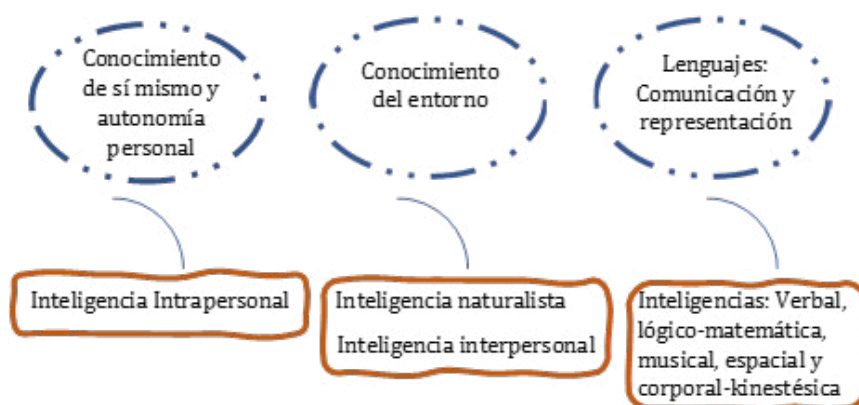 Conocimiento
de sí mismo y
autonomía
personal
Conocimiento
del entorno
Lenguajes:
Comunicación y
representación
Inteligencia Intrapersonal
Inteligencia naturalista
Inteligencia interpersonal
Inteligencias: Verbal,
lógico-matemática,
musical, espacial y
corporal-kinestésica